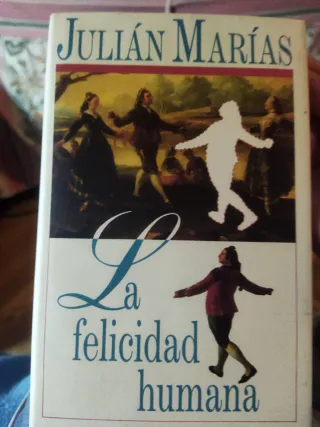 JULIÁN MARÍAS
La
felicidad
humana